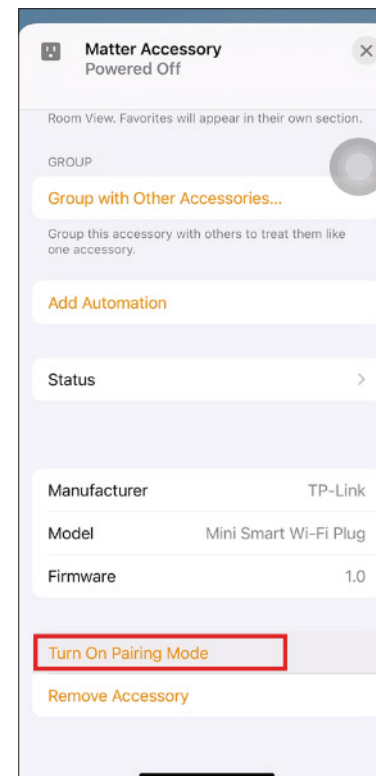 Matter Accessory
Powered Off
Room View. Favorites will appear in their own section.
GROUP
Group with Other Accessories...
Group this accessory with others to treat them like
one accessory.
Add Automation
Status
Manufacturer TP-Link
Model Mini Smart Wi-Fi Plug
Firmware 1.0
Turn On Pairing Mode
Remove Accessory